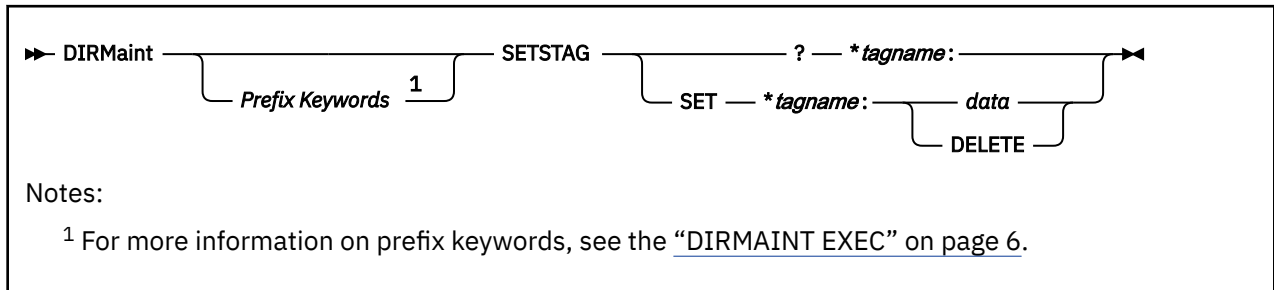 DIRMaint SETSTAG ? *tagname:
Prefix Keywords 1 SET *tagname: data
DELETE
Notes:
1 For more information on prefix keywords, see the “DIRMAINT EXEC” on page 6.